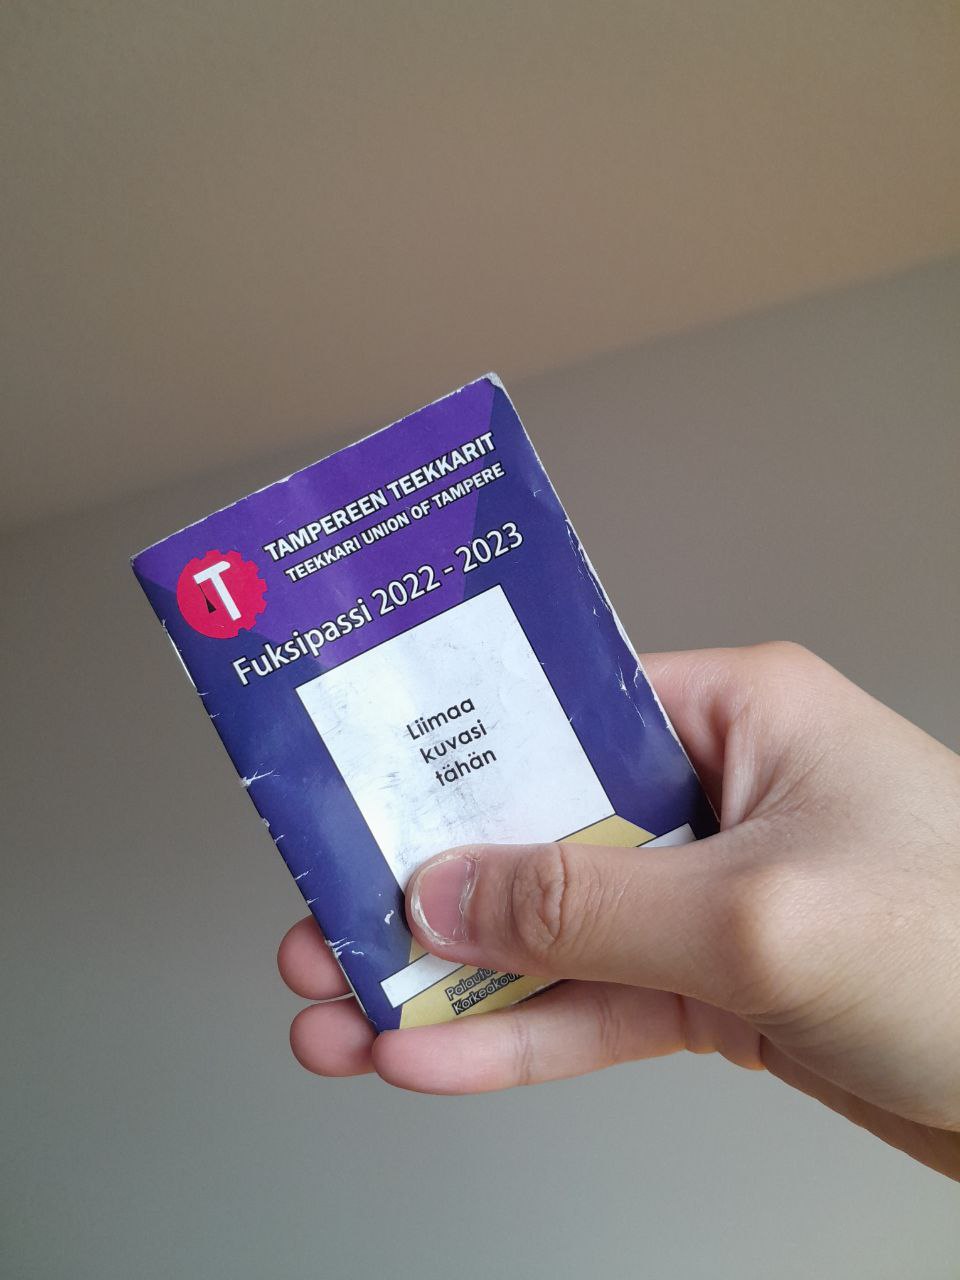 T
TAMPEREEN TEEKKARIT
TEEKKARI UNION OF TAMPERE
Fuksipassi 2022 - 2023
Liimaa
kuvasi
tähän